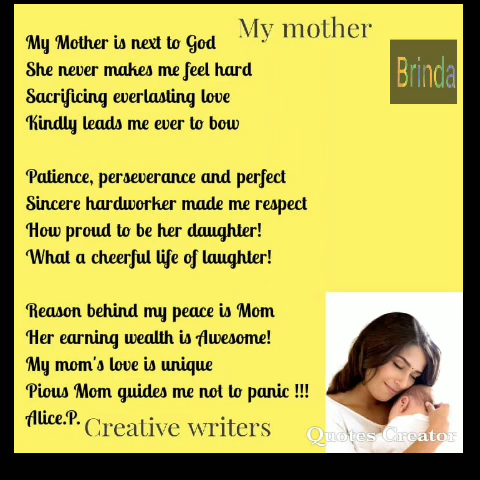 My mother
Brinda
My Mother is next to God
She never makes me feel hard
Sacrificing everlasting love
Kindly leads me ever to bow
Patience, perseverance and perfect
Sincere hardworker made me respect
How proud to be her daughter!
What a cheerful life of laughter!
Reason behind my peace is Mom
Her earning wealth is Awesome!
My mom's love is unique
Pious Mom guides me not to panic !!!
Alice.P.
Creative writers
Quotes Creator